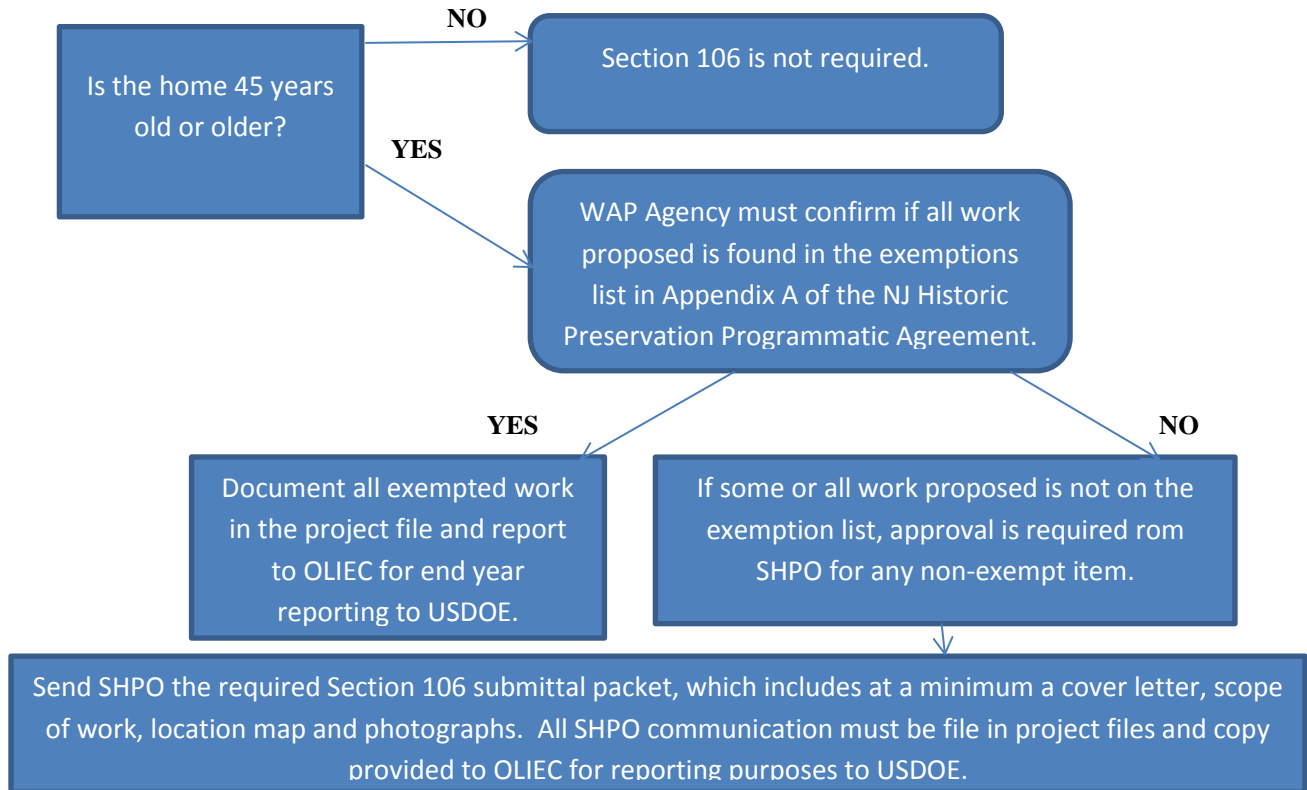 NO
Is the home 45 years
old or older?
Section 106 is not required.
YES
WAP Agency must confirm if all work
proposed is found in the exemptions
list in Appendix A of the NJ Historic
Preservation Programmatic Agreement.
YES
NO
Document all exempted work
in the project file and report
to OLIEC for end year
reporting to USDOE.
If some or all work proposed is not on the
exemption list, approval is required rom
SHPO for any non-exempt item.
Send SHPO the required Section 106 submittal packet, which includes at a minimum a cover letter, scope
of work, location map and photographs.  All SHPO communication must be file in project files and copy
provided to OLIEC for reporting purposes to USDOE.